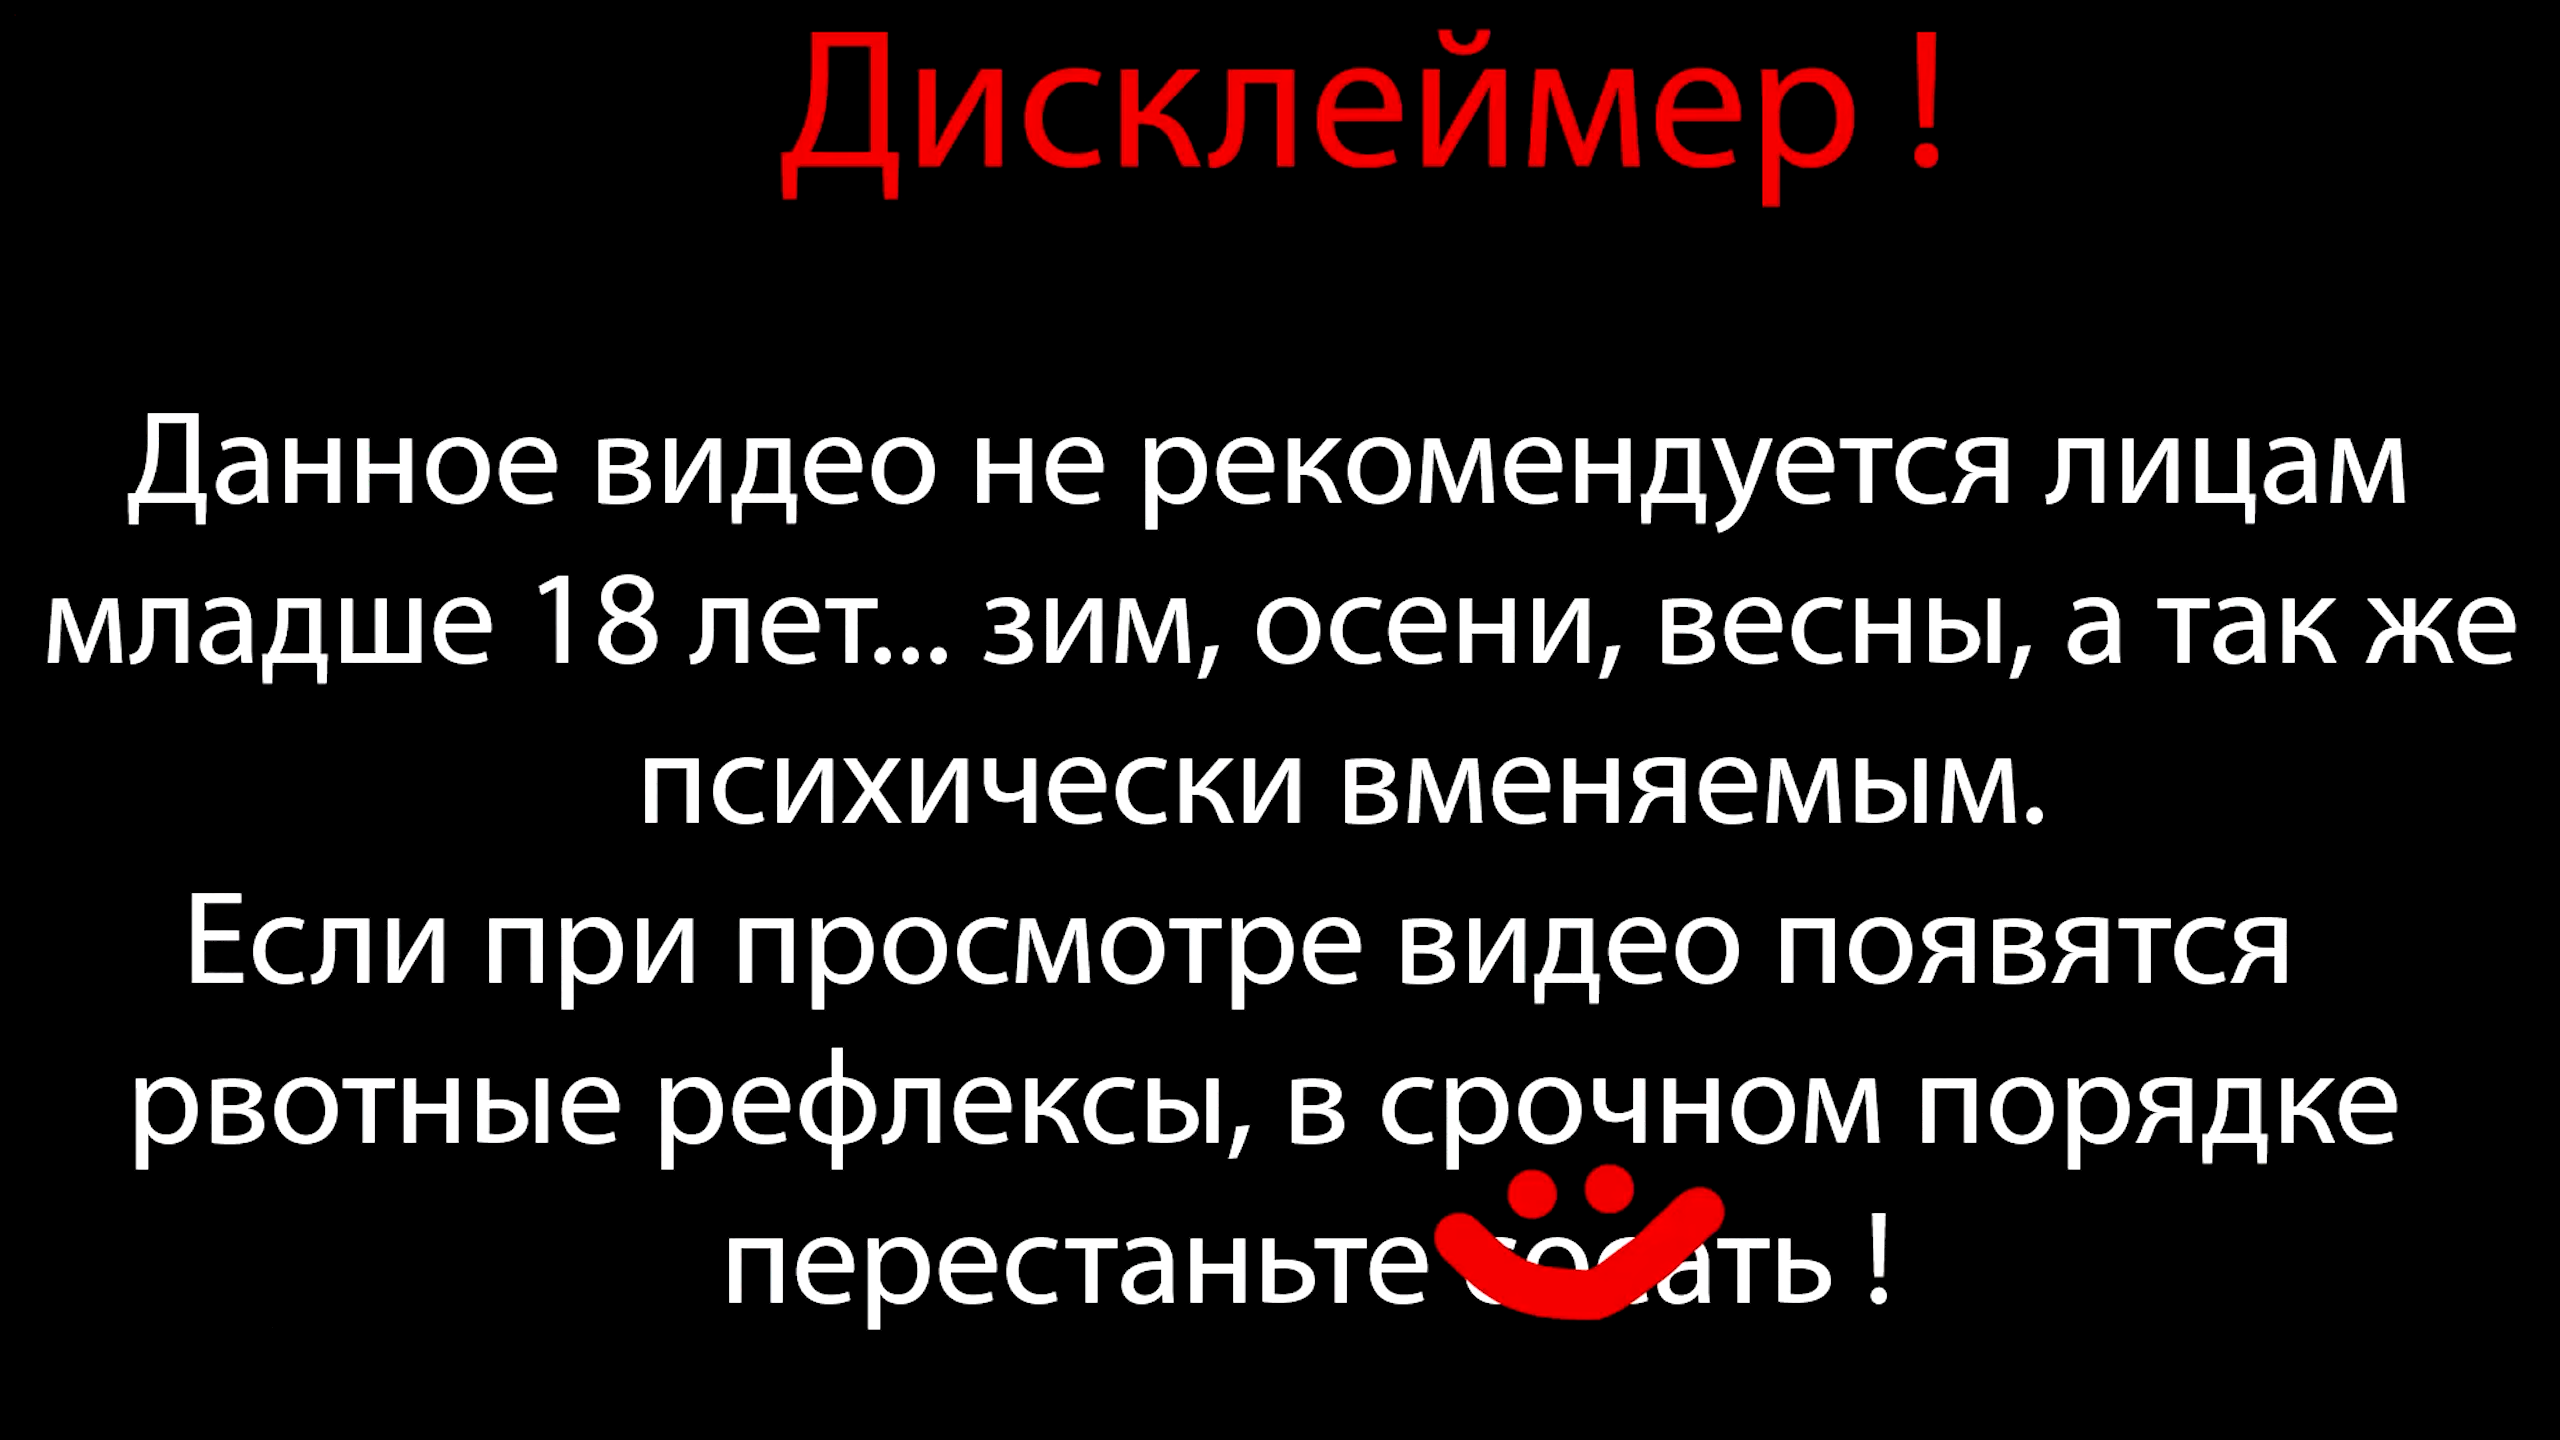 Дисклеймер !
Данное видео не рекомендуется лицам
младше 18 лет... зим, осени, весны, а так же
психически вменяемым.
Если при просмотре видео появятся
рвотные рефлексы, в срочном порядке
перестаньте сосать !